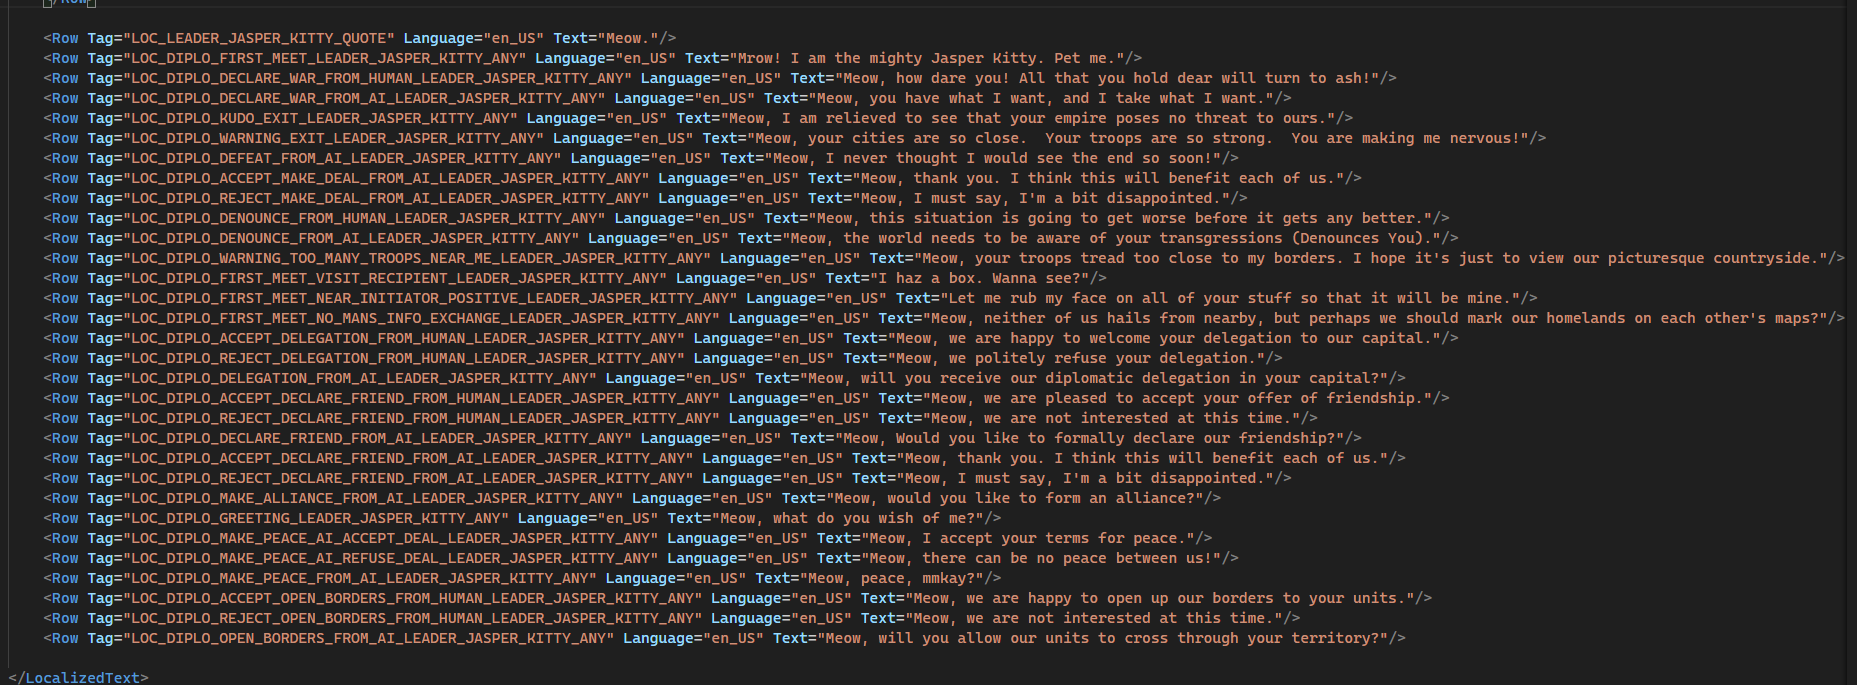 </Row>
<Row Tag="LOC_LEADER_JASPER_KITTY_QUOTE" Language="en_US" Text="Meow."/>
<Row Tag="LOC_DIPLO_FIRST_MEET_LEADER_JASPER_KITTY_ANY" Language="en_US" Text="Mrow! I am the mighty Jasper Kitty. Pet me."/>
<Row Tag="LOC_DIPLO_DECLARE_WAR_FROM_HUMAN_LEADER_JASPER_KITTY_ANY" Language="en_US" Text="Meow, how dare you! All that you hold dear will turn to ash!"/>
<Row Tag="LOC_DIPLO_DECLARE_WAR_FROM_AI_LEADER_JASPER_KITTY_ANY" Language="en_US" Text="Meow, you have what I want, and I take what I want."/>
<Row Tag="LOC_DIPLO_KUDO_EXIT_LEADER_JASPER_KITTY_ANY" Language="en_US" Text="Meow, I am relieved to see that your empire poses no threat to ours."/>
<Row Tag="LOC_DIPLO_WARNING_EXIT_LEADER_JASPER_KITTY_ANY" Language="en_US" Text="Meow, your cities are so close.  Your troops are so strong.  You are making me nervous!"/>
<Row Tag="LOC_DIPLO_DEFEAT_FROM_AI_LEADER_JASPER_KITTY_ANY" Language="en_US" Text="Meow, I never thought I would see the end so soon!"/>
<Row Tag="LOC_DIPLO_ACCEPT_MAKE_DEAL_FROM_AI_LEADER_JASPER_KITTY_ANY" Language="en_US" Text="Meow, thank you. I think this will benefit each of us."/>
<Row Tag="LOC_DIPLO_REJECT_MAKE_DEAL_FROM_AI_LEADER_JASPER_KITTY_ANY" Language="en_US" Text="Meow, I must say, I'm a bit disappointed."/>
<Row Tag="LOC_DIPLO_DENOUNCE_FROM_HUMAN_LEADER_JASPER_KITTY_ANY" Language="en_US" Text="Meow, this situation is going to get worse before it gets any better."/>
<Row Tag="LOC_DIPLO_DENOUNCE_FROM_AI_LEADER_JASPER_KITTY_ANY" Language="en_US" Text="Meow, the world needs to be aware of your transgressions (Denounces You)."/>
<Row Tag="LOC_DIPLO_WARNING_TOO_MANY_TROOPS_NEAR_ME_LEADER_JASPER_KITTY_ANY" Language="en_US" Text="Meow, your troops tread too close to my borders. I hope it's just to view our picturesque countryside."/>
<Row Tag="LOC_DIPLO_FIRST_MEET_VISIT_RECIPIENT_LEADER_JASPER_KITTY_ANY" Language="en_US" Text="I haz a box. Wanna see?"/>
<Row Tag="LOC_DIPLO_FIRST_MEET_NEAR_INITIATOR_POSITIVE_LEADER_JASPER_KITTY_ANY" Language="en_US" Text="Let me rub my face on all of your stuff so that it will be mine."/>
<Row Tag="LOC_DIPLO_FIRST_MEET_NO_MANS_INFO_EXCHANGE_LEADER_JASPER_KITTY_ANY" Language="en_US" Text="Meow, neither of us hails from nearby, but perhaps we should mark our homelands on each other's maps?"/>
<Row Tag="LOC_DIPLO_ACCEPT_DELEGATION_FROM_HUMAN_LEADER_JASPER_KITTY_ANY" Language="en_US" Text="Meow, we are happy to welcome your delegation to our capital."/>
<Row Tag="LOC_DIPLO_REJECT_DELEGATION_FROM_HUMAN_LEADER_JASPER_KITTY_ANY" Language="en_US" Text="Meow, we politely refuse your delegation."/>
<Row Tag="LOC_DIPLO_DELEGATION_FROM_AI_LEADER_JASPER_KITTY_ANY" Language="en_US" Text="Meow, will you receive our diplomatic delegation in your capital?"/>
<Row Tag="LOC_DIPLO_ACCEPT_DECLARE_FRIEND_FROM_HUMAN_LEADER_JASPER_KITTY_ANY" Language="en_US" Text="Meow, we are pleased to accept your offer of friendship."/>
<Row Tag="LOC_DIPLO_REJECT_DECLARE_FRIEND_FROM_HUMAN_LEADER_JASPER_KITTY_ANY" Language="en_US" Text="Meow, we are not interested at this time."/>
<Row Tag="LOC_DIPLO_DECLARE_FRIEND_FROM_AI_LEADER_JASPER_KITTY_ANY" Language="en_US" Text="Meow, Would you like to formally declare our friendship?"/>
<Row Tag="LOC_DIPLO_ACCEPT_DECLARE_FRIEND_FROM_AI_LEADER_JASPER_KITTY_ANY" Language="en_US" Text="Meow, thank you. I think this will benefit each of us."/>
<Row Tag="LOC_DIPLO_REJECT_DECLARE_FRIEND_FROM_AI_LEADER_JASPER_KITTY_ANY" Language="en_US" Text="Meow, I must say, I'm a bit disappointed."/>
<Row Tag="LOC_DIPLO_MAKE_ALLIANCE_FROM_AI_LEADER_JASPER_KITTY_ANY" Language="en_US" Text="Meow, would you like to form an alliance?"/>
<Row Tag="LOC_DIPLO_GREETING_LEADER_JASPER_KITTY_ANY" Language="en_US" Text="Meow, what do you wish of me?"/>
<Row Tag="LOC_DIPLO_MAKE_PEACE_AI_ACCEPT_DEAL_LEADER_JASPER_KITTY_ANY" Language="en_US" Text="Meow, I accept your terms for peace."/>
<Row Tag="LOC_DIPLO_MAKE_PEACE_AI_REFUSE_DEAL_LEADER_JASPER_KITTY_ANY" Language="en_US" Text="Meow, there can be no peace between us!"/>
<Row Tag="LOC_DIPLO_MAKE_PEACE_FROM_AI_LEADER_JASPER_KITTY_ANY" Language="en_US" Text="Meow, peace, mmkay?"/>
<Row Tag="LOC_DIPLO_ACCEPT_OPEN_BORDERS_FROM_HUMAN_LEADER_JASPER_KITTY_ANY" Language="en_US" Text="Meow, we are happy to open up our borders to your units."/>
<Row Tag="LOC_DIPLO_REJECT_OPEN_BORDERS_FROM_HUMAN_LEADER_JASPER_KITTY_ANY" Language="en_US" Text="Meow, we are not interested at this time."/>
<Row Tag="LOC_DIPLO_OPEN_BORDERS_FROM_AI_LEADER_JASPER_KITTY_ANY" Language="en_US" Text="Meow, will you allow our units to cross through your territory?"/>
</LocalizedText>